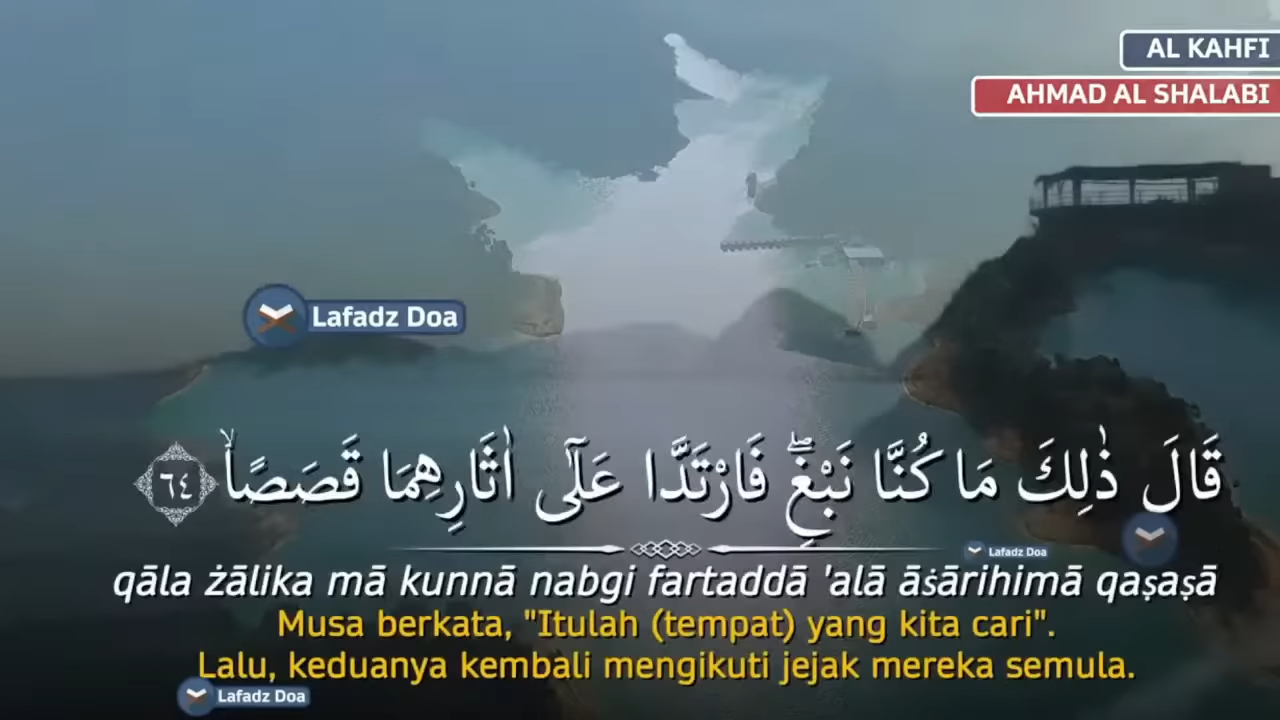 AL KAHFI
AHMAD AL SHALABI
Lafadz Doa
قَالَ ذٰلِكَ مَا كُنَّا نَبْغِۖ فَارْتَدَّا عَلٰٓى اٰثَارِهِمَا قَصَصًاۙ ٦٤
Lafadz Doa
qāla żālika mā kunnā nabgi fartaddā 'alā āṡārihimā qaṣaṣā
Musa berkata, "Itulah (tempat) yang kita cari".
Lalu, keduanya kembali mengikuti jejak mereka semula.
Lafadz Doa